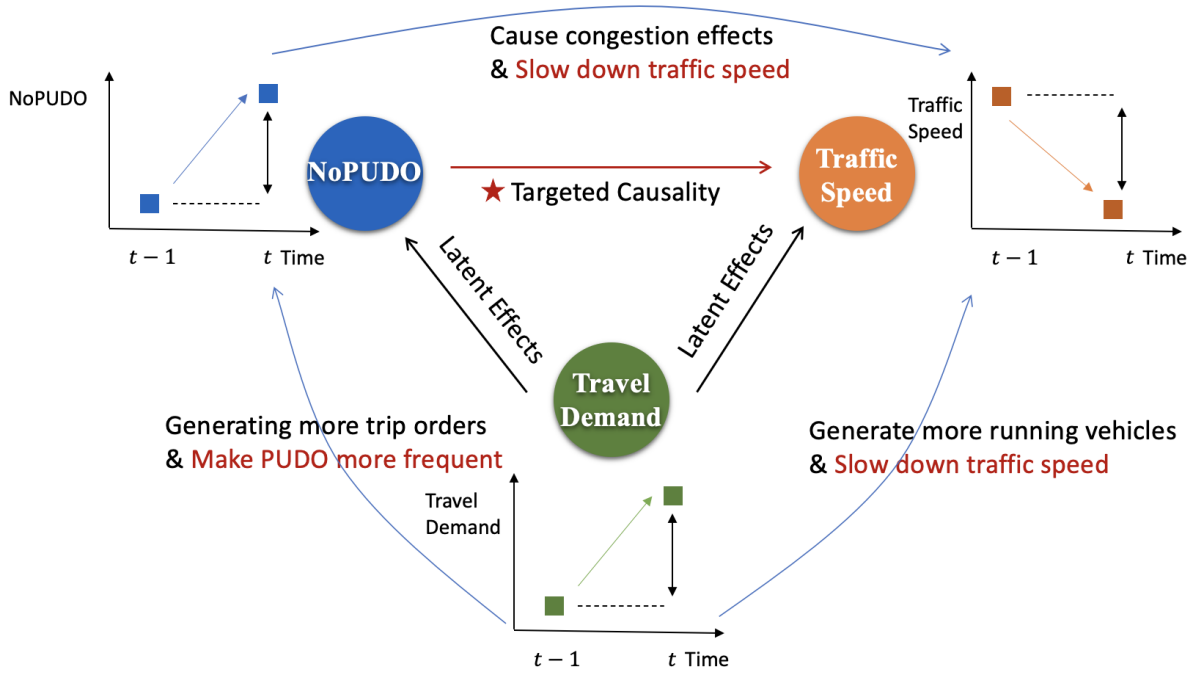 Cause congestion effects
& Slow down traffic speed
NoPUDO
t − 1
t Time
NoPUDO
★ Targeted Causality
Traffic
Speed
Traffic
Speed
t − 1
t Time
Latent Effects
Latent Effects
Travel
Demand
Generating more trip orders
& Make PUDO more frequent
Generate more running vehicles
& Slow down traffic speed
Travel
Demand
t − 1
t Time